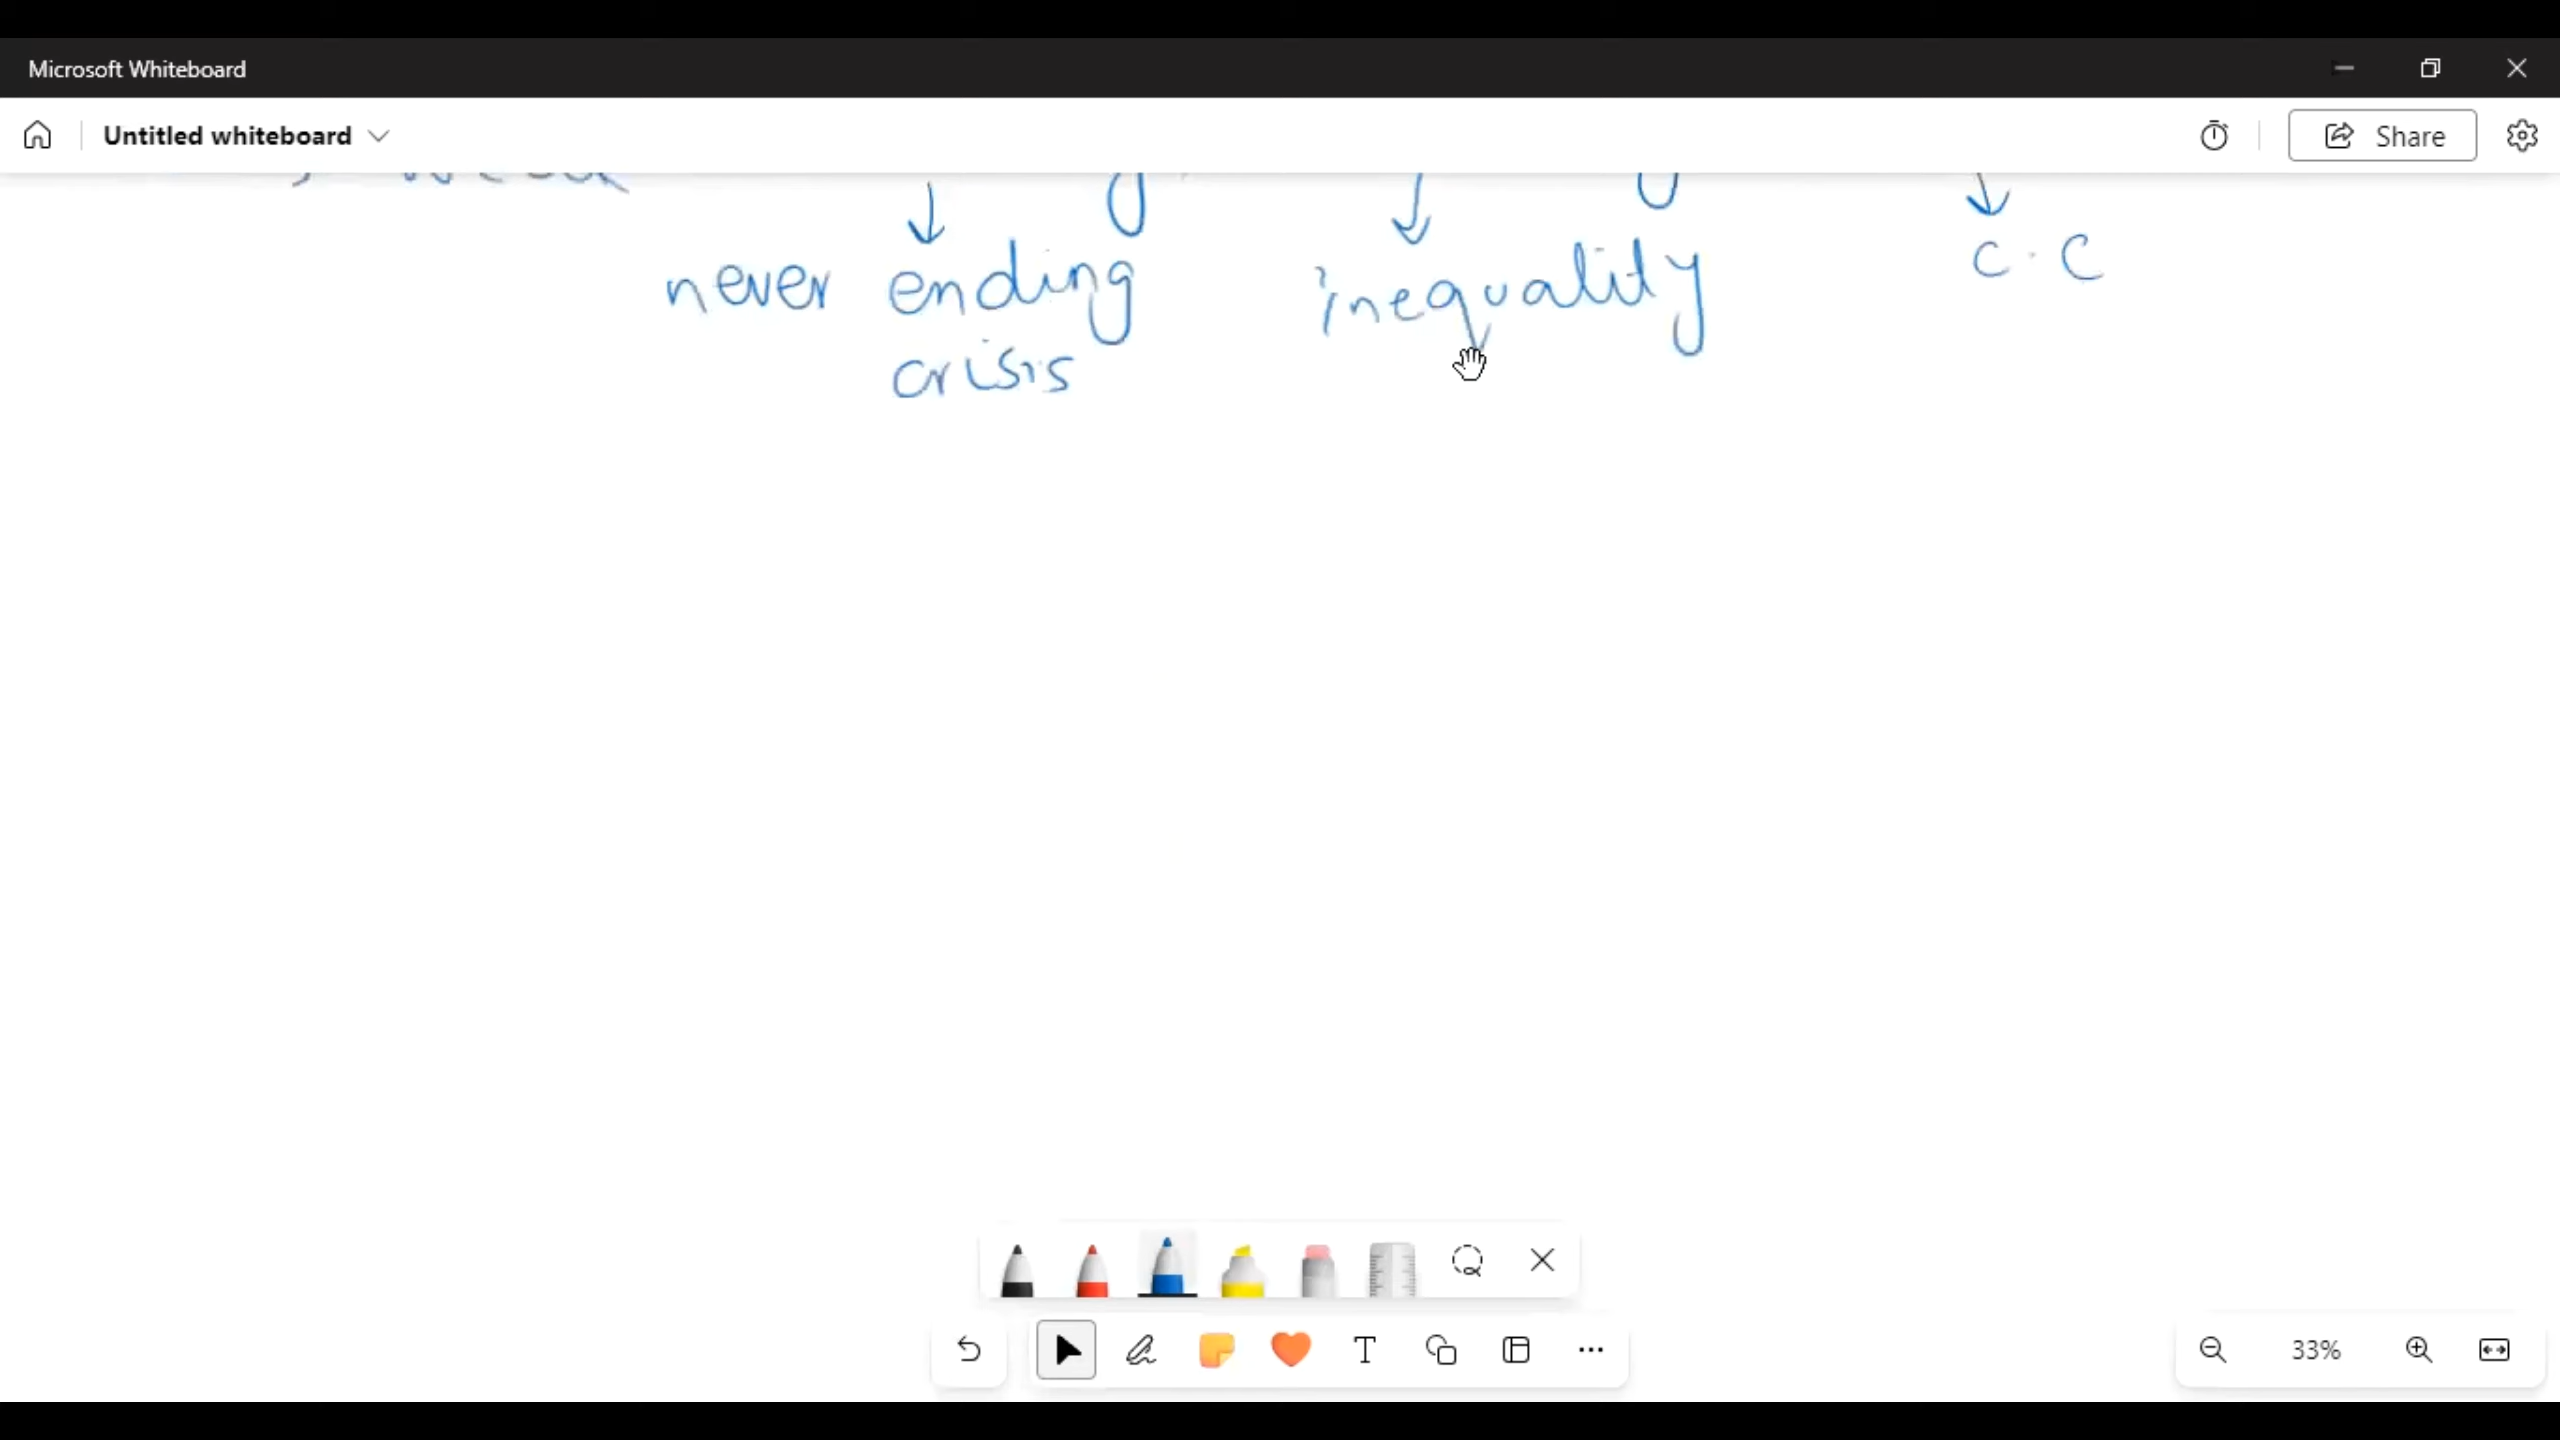 Microsoft Whiteboard
Untitled whiteboard
Share
never ending inequality c.c
crisis
T
33%